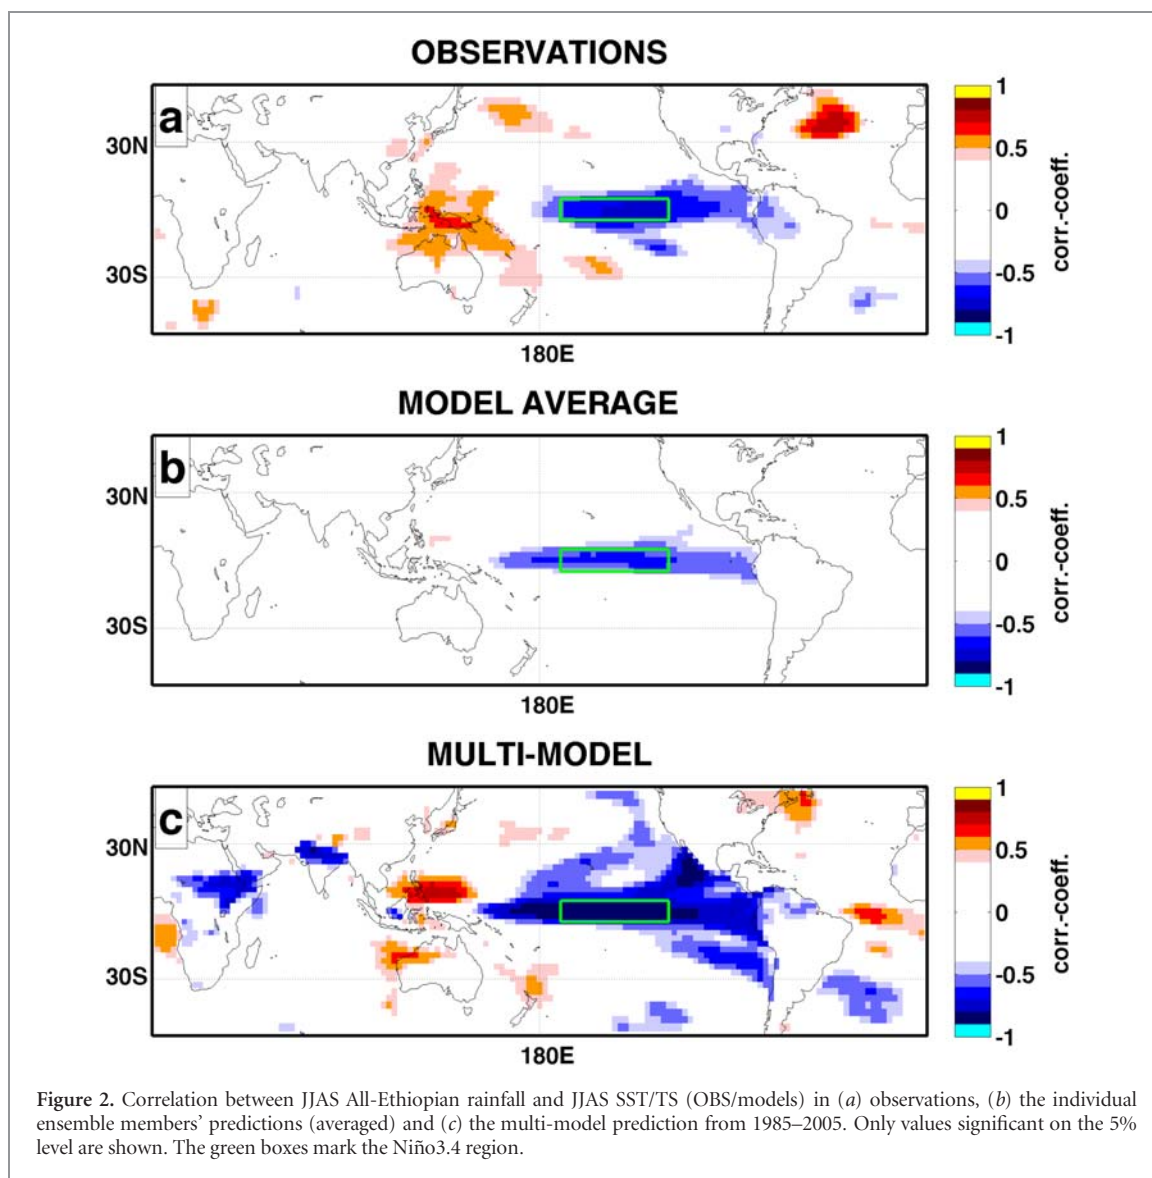 OBSERVATIONS
a
30N
30S
180E
1
0.5
0
-0.5
-1
corr.-coeff.
MODEL AVERAGE
b
30N
30S
180E
1
0.5
0
-0.5
-1
corr.-coeff.
MULTI-MODEL
c
30N
30S
180E
1
0.5
0
-0.5
-1
corr.-coeff.
Figure 2. Correlation between JJAS All-Ethiopian rainfall and JJAS SST/TS (OBS/models) in (a) observations, (b) the individual
ensemble members' predictions (averaged) and (c) the multi-model prediction from 1985–2005. Only values significant on the 5%
level are shown. The green boxes mark the Niño3.4 region.